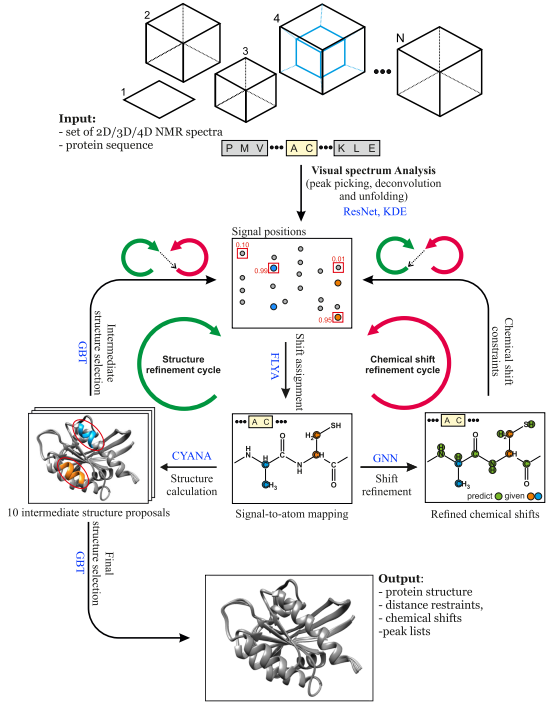 2
4
N
3
1
Input:
- set of 2D/3D/4D NMR spectra
- protein sequence
P M V ••• A C ••• K L E
Visual spectrum Analysis
(peak picking, deconvolution
and unfolding)
ResNet, KDE
Signal positions
0.10
0.99
0.01
0.95
Intermediate
structure selection
GBT
Structure
refinement cycle
Shift assignment
FLYA
Chemical shift
refinement cycle
Chemical shift
constraints
••• A C •••
SH
H₂
O
H
N
H
N
H
CH₃
O
••• A C •••
SH
H₂
O
H
N
H
N
H
CH₃
O
predict given
CYANA
Structure
calculation
GNN
Shift
refinement
10 intermediate structure proposals
Signal-to-atom mapping
Refined chemical shifts
Final
structure selection
GBT
Output:
- protein structure
- distance restraints,
- chemical shifts
-peak lists